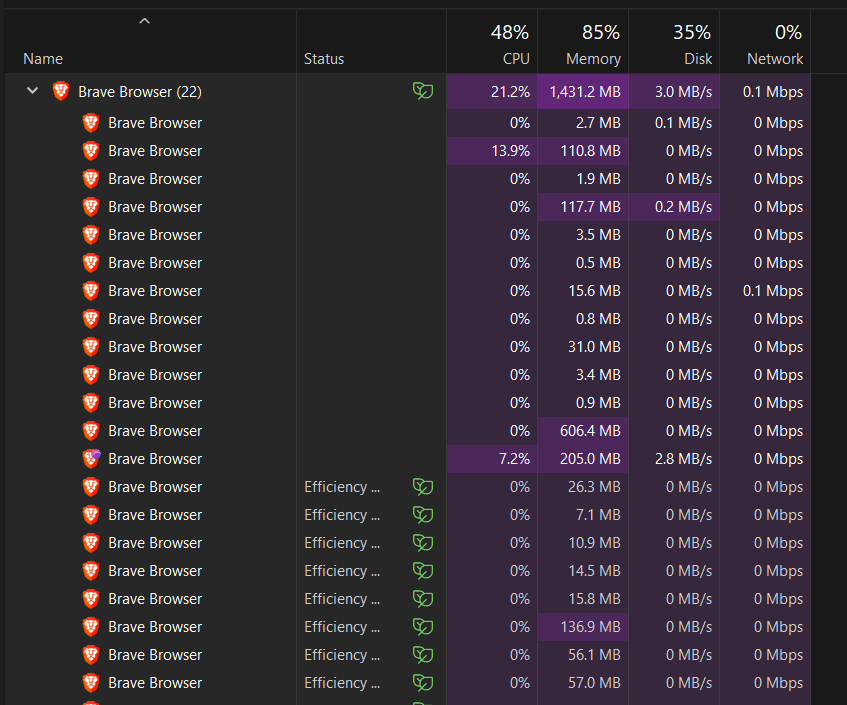 48% 85% 35% 0%
Name Status CPU Memory Disk Network
Brave Browser (22) 21.2% 1,431.2 MB 3.0 MB/s 0.1 Mbps
Brave Browser 0% 2.7 MB 0.1 MB/s 0 Mbps
Brave Browser 13.9% 110.8 MB 0 MB/s 0 Mbps
Brave Browser 0% 1.9 MB 0 MB/s 0 Mbps
Brave Browser 0% 117.7 MB 0.2 MB/s 0 Mbps
Brave Browser 0% 3.5 MB 0 MB/s 0 Mbps
Brave Browser 0% 0.5 MB 0 MB/s 0 Mbps
Brave Browser 0% 15.6 MB 0 MB/s 0.1 Mbps
Brave Browser 0% 0.8 MB 0 MB/s 0 Mbps
Brave Browser 0% 31.0 MB 0 MB/s 0 Mbps
Brave Browser 0% 3.4 MB 0 MB/s 0 Mbps
Brave Browser 0% 0.9 MB 0 MB/s 0 Mbps
Brave Browser 0% 606.4 MB 0 MB/s 0 Mbps
Brave Browser 7.2% 205.0 MB 2.8 MB/s 0 Mbps
Brave Browser Efficiency ... 0% 26.3 MB 0 MB/s 0 Mbps
Brave Browser Efficiency ... 0% 7.1 MB 0 MB/s 0 Mbps
Brave Browser Efficiency ... 0% 10.9 MB 0 MB/s 0 Mbps
Brave Browser Efficiency ... 0% 14.5 MB 0 MB/s 0 Mbps
Brave Browser Efficiency ... 0% 15.8 MB 0 MB/s 0 Mbps
Brave Browser Efficiency ... 0% 136.9 MB 0 MB/s 0 Mbps
Brave Browser Efficiency ... 0% 56.1 MB 0 MB/s 0 Mbps
Brave Browser Efficiency ... 0% 57.0 MB 0 MB/s 0 Mbps